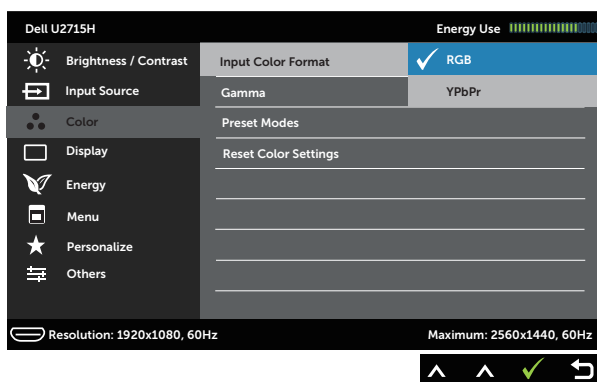 Dell U2715H Energy Use
Brightness / Contrast
Input Source
Color
Display
Energy
Menu
Personalize
Others
Input Color Format
Gamma
Preset Modes
Reset Color Settings
RGB
YPbPr
Resolution: 1920x1080, 60Hz Maximum: 2560x1440, 60Hz